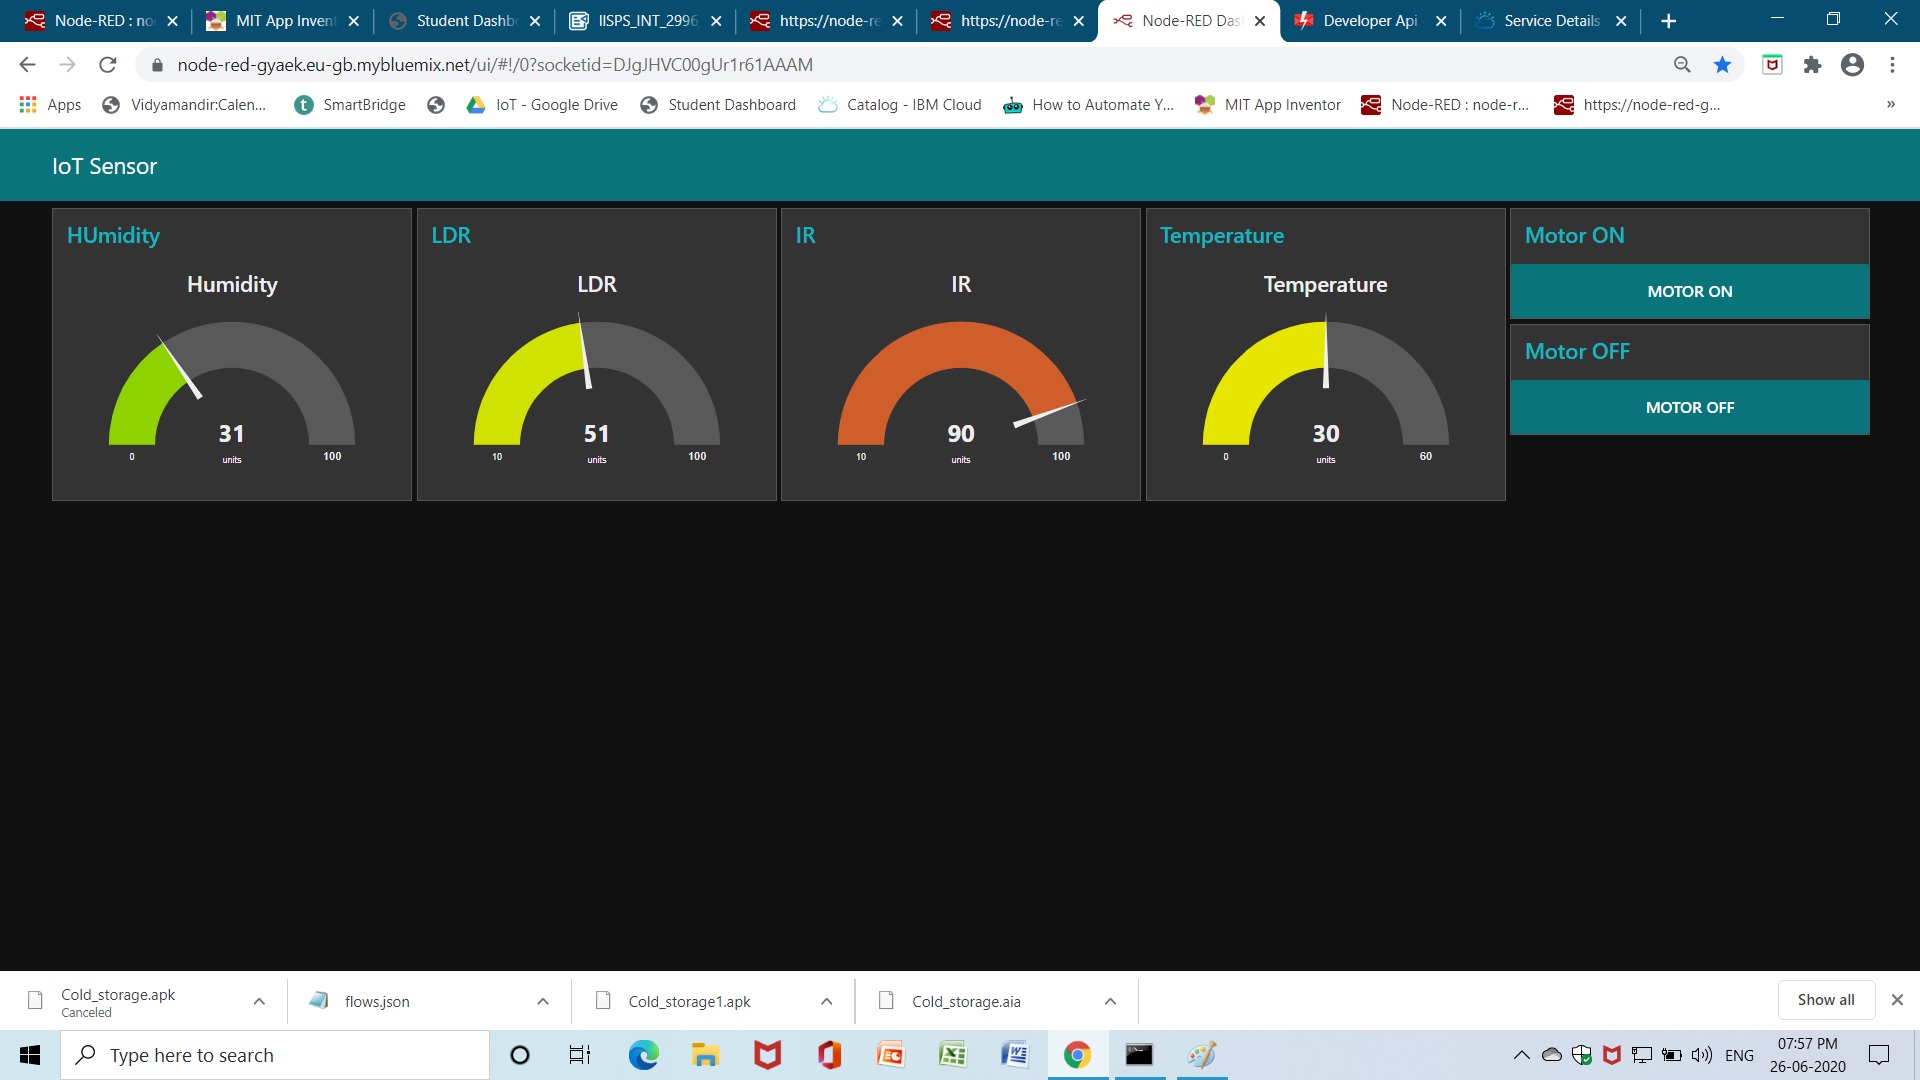 Node-RED : no
MIT App Invent
Student Dashbo
IISPS_INT_2996
https://node-re
https://node-re
Node-RED Das
Developer Api
Service Details
node-red-gyaek.eu-gb.mybluemix.net/ui/#!/0?socketid=DJgJHVC00gUr1r61AAAM
Apps
Vidyamandir:Calen...
SmartBridge
IoT - Google Drive
Student Dashboard
Catalog - IBM Cloud
How to Automate Y...
MIT App Inventor
Node-RED : node-r...
https://node-red-g...
»
IoT Sensor
HUmidity
Humidity
31
units
0
100
LDR
LDR
51
units
10
100
IR
IR
90
units
10
100
Temperature
Temperature
30
units
0
60
Motor ON
MOTOR ON
Motor OFF
MOTOR OFF
Cold_storage.apk
Canceled
flows.json
Cold_storage1.apk
Cold_storage.aia
Show all
Type here to search
ENG
07:57 PM
26-06-2020